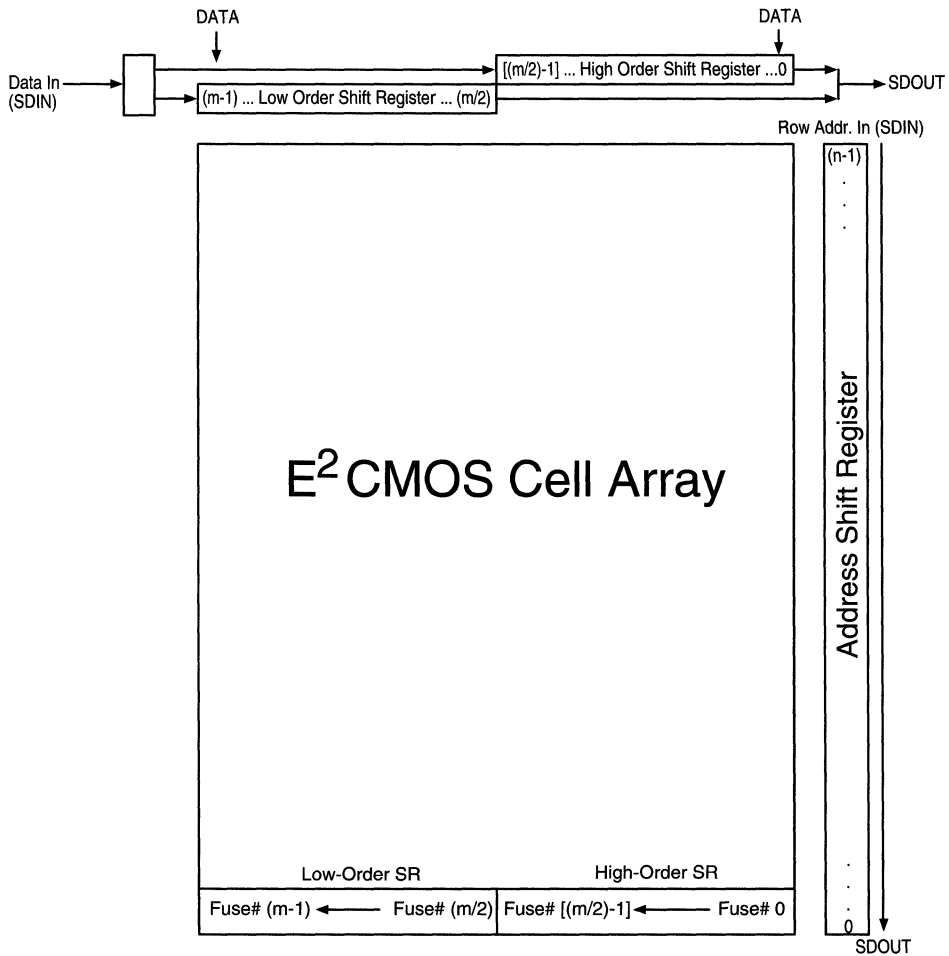 DATA
DATA
[(m/2)-1] ... High Order Shift Register ...0
Data In
(SDIN)
SDOUT
(m-1) ... Low Order Shift Register ... (m/2)
Row Addr. In (SDIN)
(n-1)
.
.
.
E² CMOS Cell Array
Address Shift Register
Low-Order SR
High-Order SR
.
.
.
Fuse# (m-1)
Fuse# (m/2)
Fuse# [(m/2)-1]
Fuse# 0
0
SDOUT